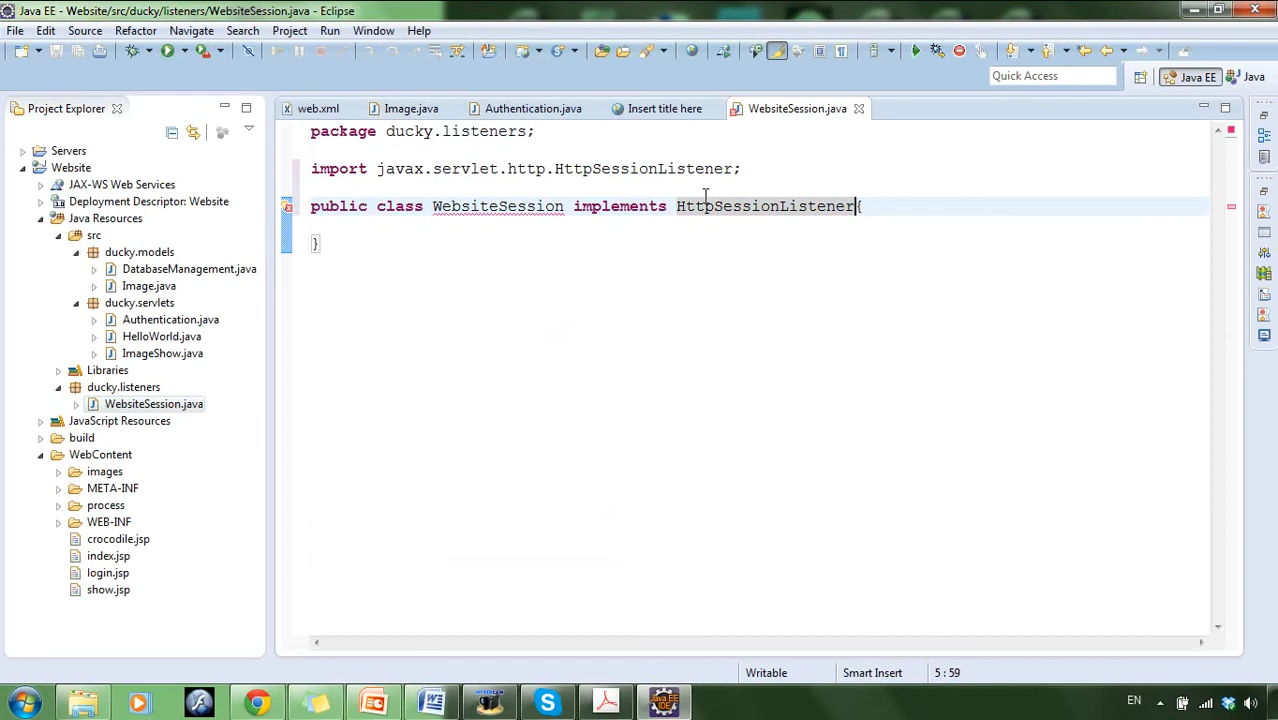 Java EE - Website/src/ducky/listeners/WebsiteSession.java - Eclipse
File Edit Source Refactor Navigate Search Project Run Window Help
Quick Access
Java EE
Java
Project Explorer
web.xml
Image.java
Authentication.java
Insert title here
WebsiteSession.java
Servers
Website
JAX-WS Web Services
Deployment Descriptor: Website
Java Resources
src
ducky.models
DatabaseManagement.java
Image.java
ducky.servlets
Authentication.java
HelloWorld.java
ImageShow.java
Libraries
ducky.listeners
WebsiteSession.java
JavaScript Resources
build
WebContent
images
META-INF
process
WEB-INF
crocodile.jsp
index.jsp
login.jsp
show.jsp
package ducky.listeners;
import javax.servlet.http.HttpSessionListener;
public class WebsiteSession implements HttpSessionListener{
}
Writable
Smart Insert
5 : 59
EN